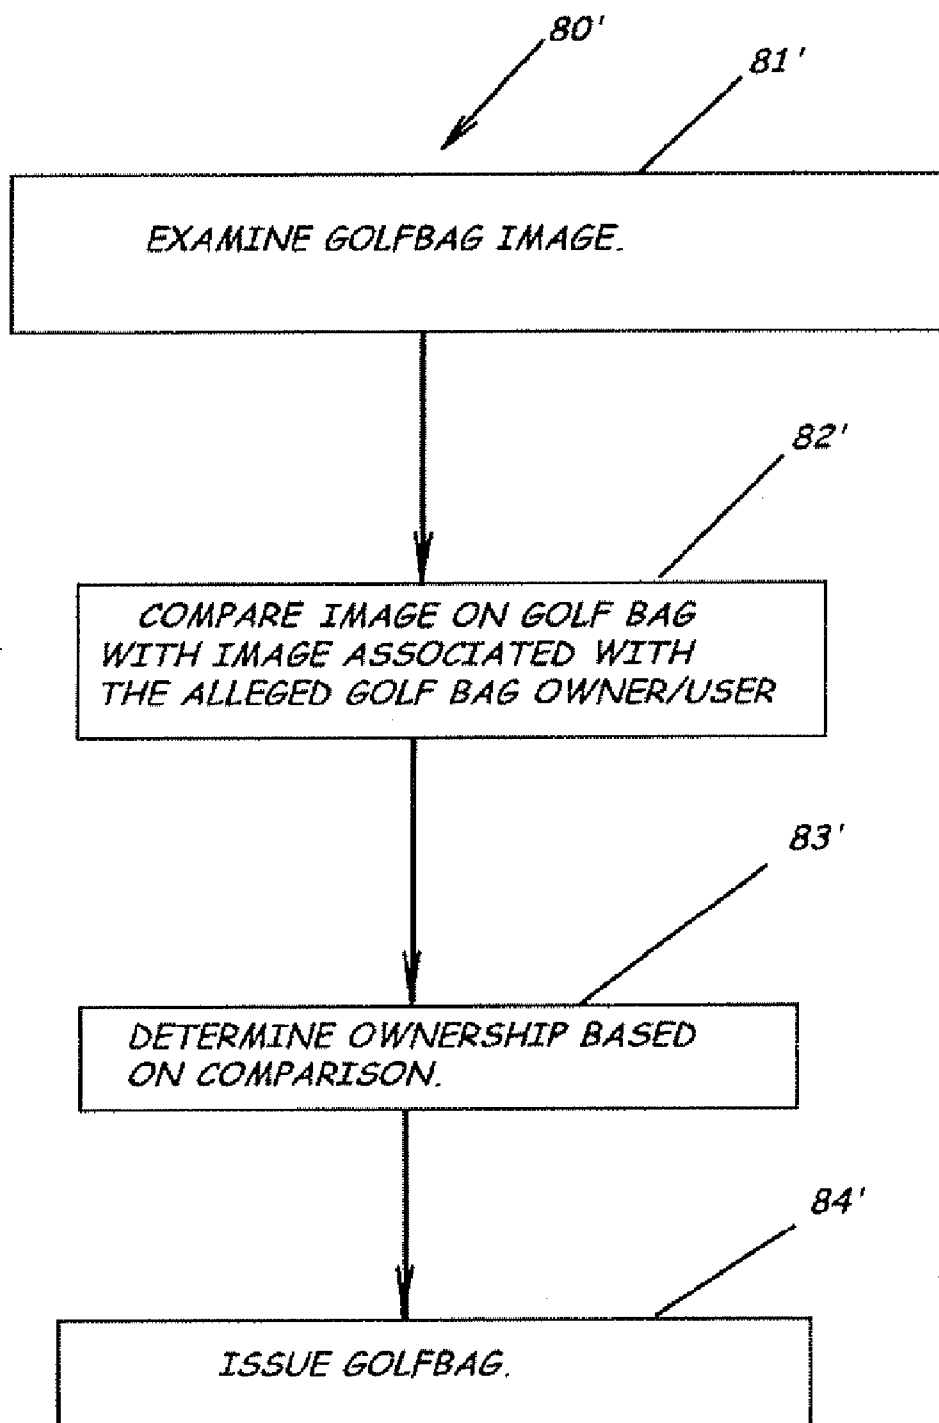 80'
81'
EXAMINE GOLFBAG IMAGE.
82'
COMPARE IMAGE ON GOLF BAG
WITH IMAGE ASSOCIATED WITH
THE ALLEGED GOLF BAG OWNER/USER
83'
DETERMINE OWNERSHIP BASED
ON COMPARISON.
84'
ISSUE GOLFBAG.